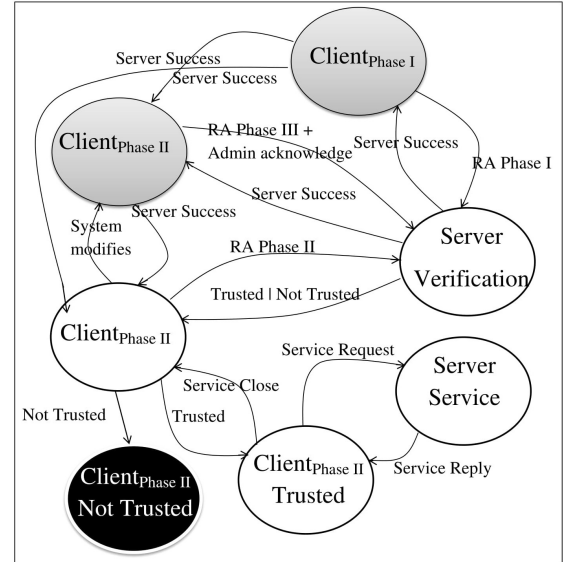 Client Phase I
Server Success
Server Success
Client Phase II
RA Phase III +
Admin acknowledge
Server Success
RA Phase I
Server Success
Server Success
System
modifies
RA Phase II
Server
Verification
Trusted | Not Trusted
Client Phase II
Service Request
Server
Service
Service Close
Not Trusted
Trusted
Service Reply
Client Phase II
Not Trusted
Client Phase II
Trusted